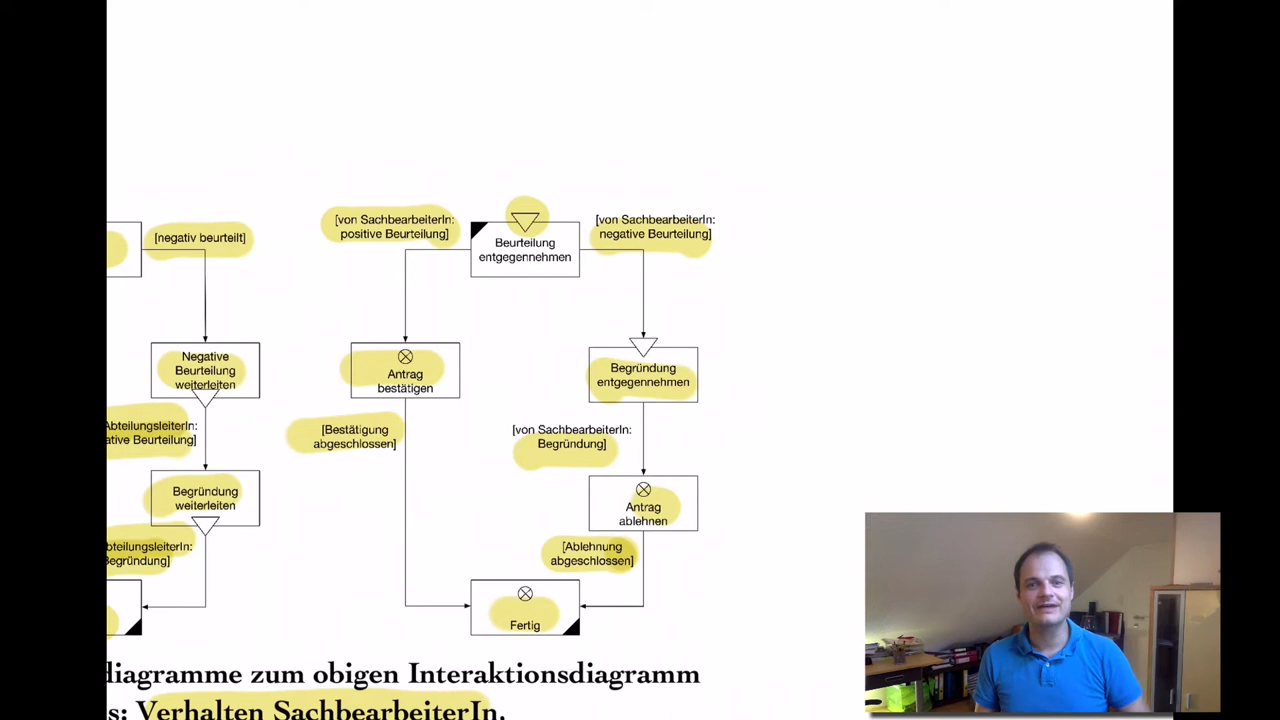 [negativ beurteilt]
Negative
Beurteilung
weiterleiten
AbteilungsleiterIn:
ative Beurteilung]
Begründung
weiterleiten
bteilungsleiterIn:
Begründung]
[von SachbearbeiterIn:
positive Beurteilung]
Beurteilung
entgegennehmen
[von SachbearbeiterIn:
negative Beurteilung]
Antrag
bestätigen
Begründung
entgegennehmen
[Bestätigung
abgeschlossen]
[von SachbearbeiterIn:
Begründung]
Antrag
ablehnen
[Ablehnung
abgeschlossen]
Fertig
diagramme zum obigen Interaktionsdiagramm
s: Verhalten SachbearbeiterIn,